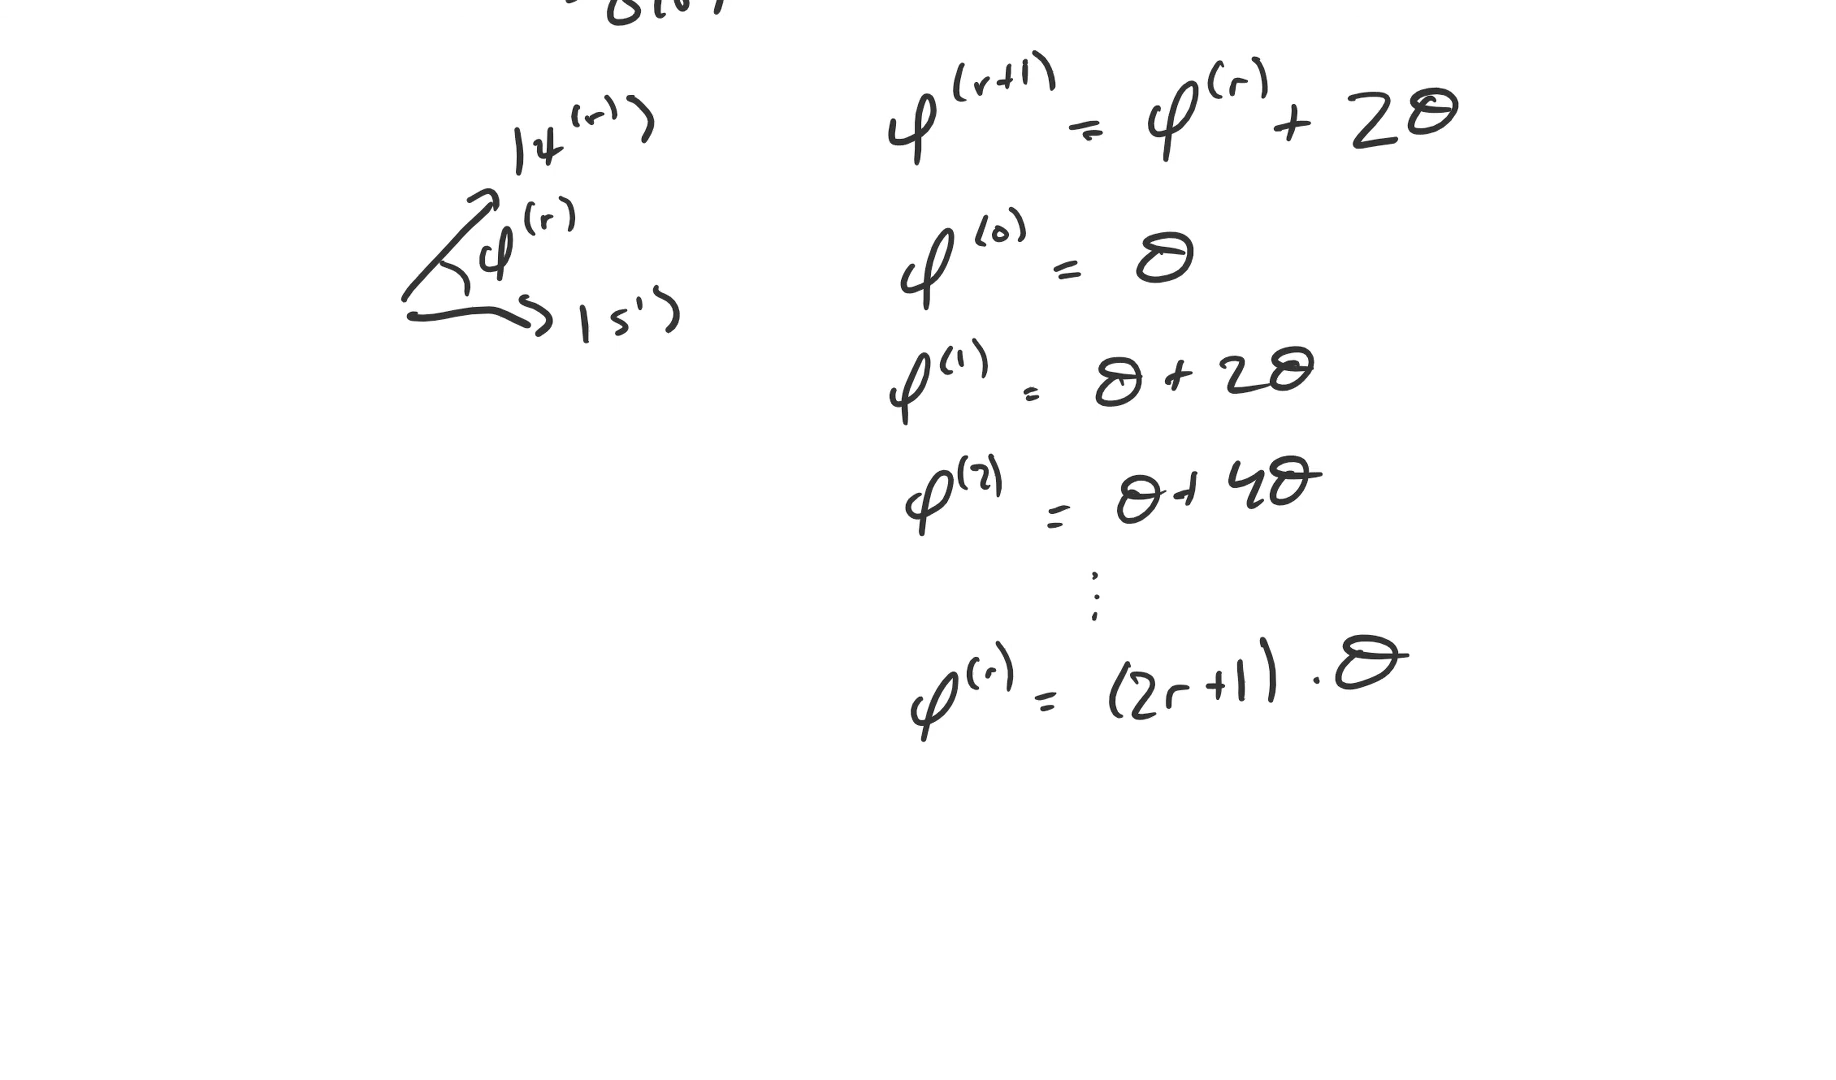 |ψ^(r)⟩
φ^(r)
|s'⟩
φ^(r+1) = φ^(r) + 2θ
φ^(0) = θ
φ^(1) = θ + 2θ
φ^(2) = θ + 4θ
⋮
φ^(r) = (2r+1) · θ